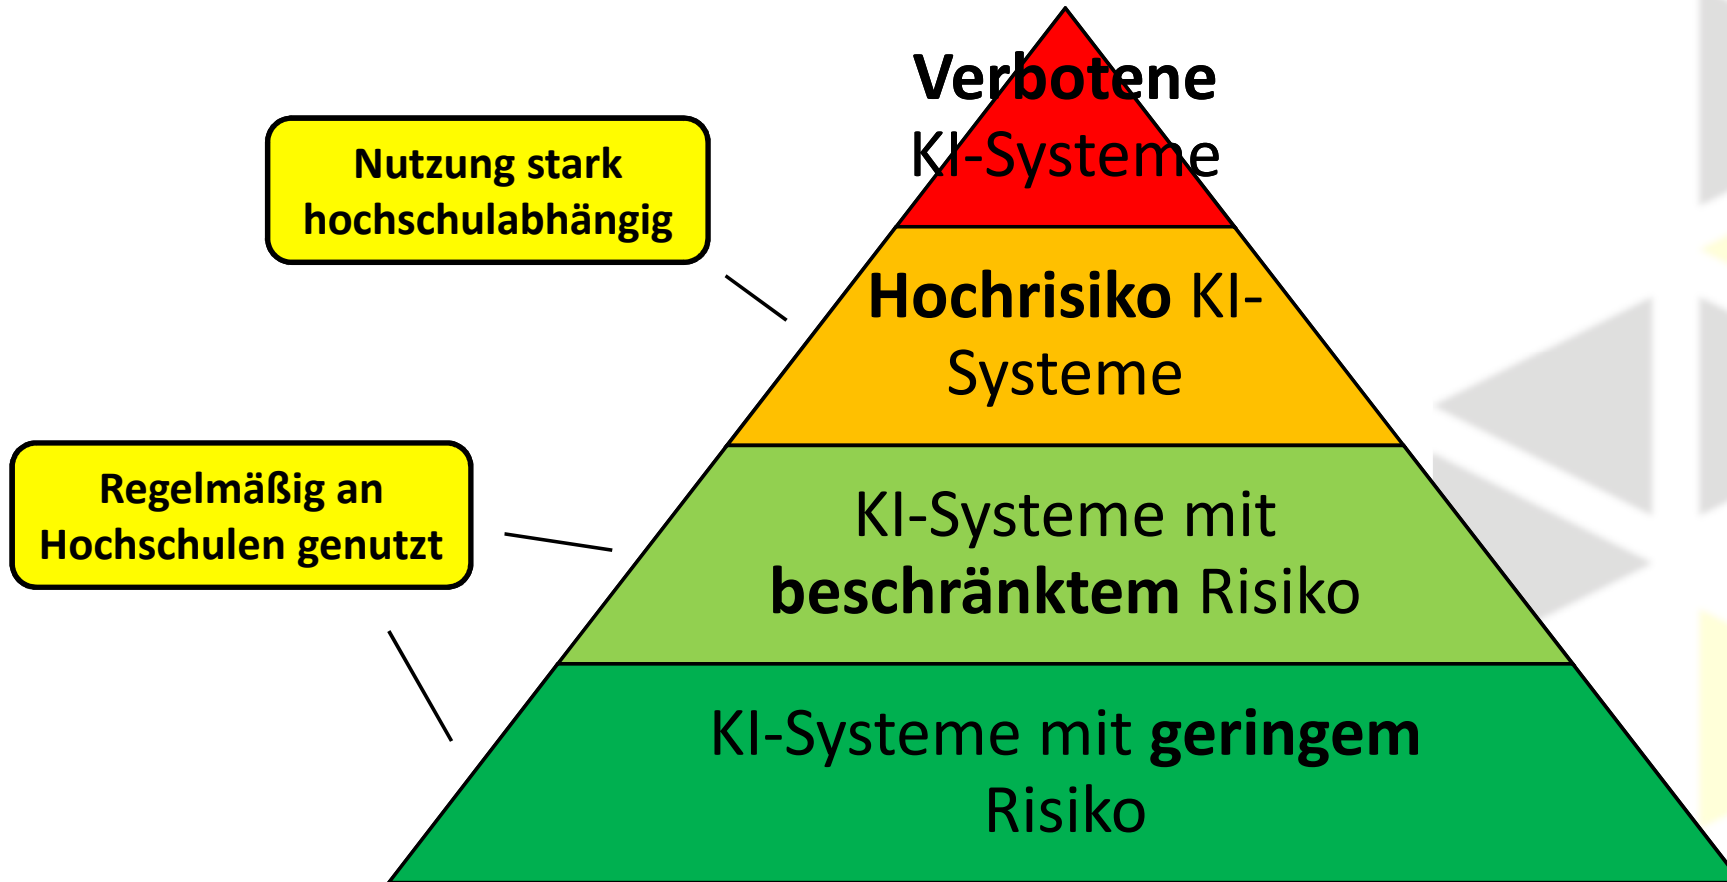 Verbotene
KI-Systeme
Nutzung stark
hochschulabhängig
Hochrisiko KI-
Systeme
Regelmäßig an
Hochschulen genutzt
KI-Systeme mit
beschränktem Risiko
KI-Systeme mit geringem
Risiko